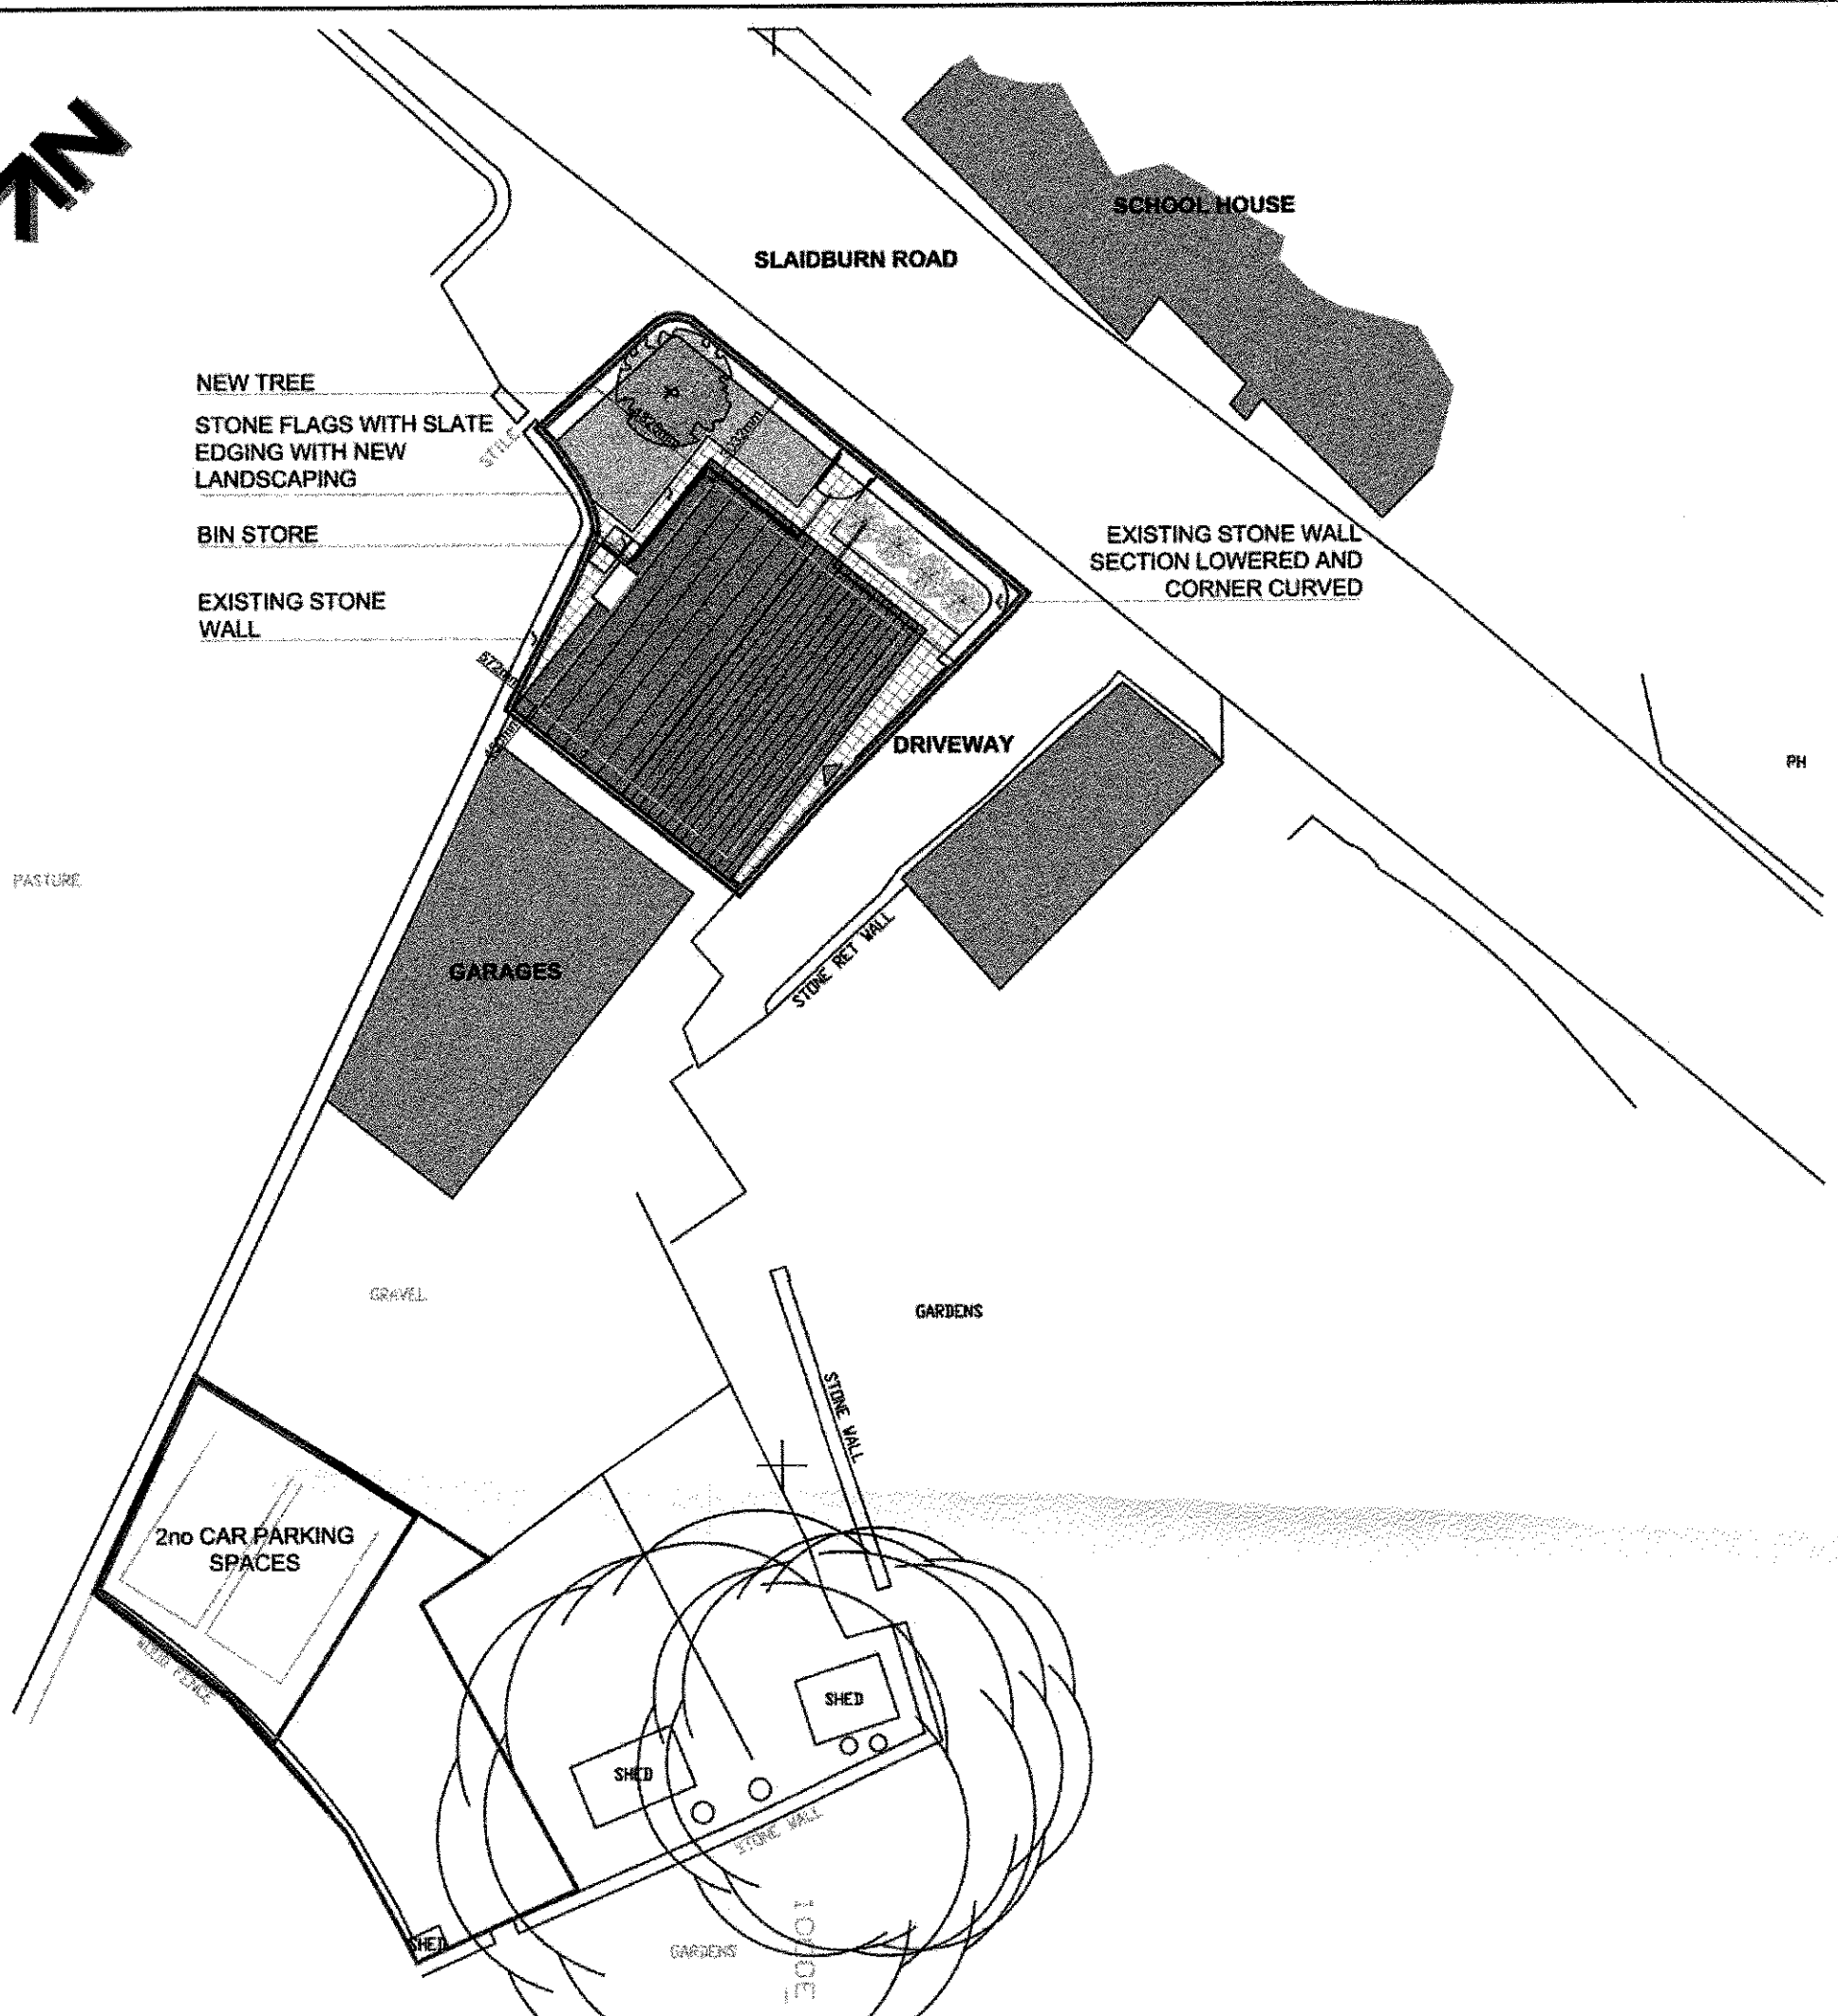 N
SCHOOL HOUSE
SLAIDBURN ROAD
NEW TREE
STONE FLAGS WITH SLATE
EDGING WITH NEW
LANDSCAPING
STILE
BIN STORE
EXISTING STONE WALL
SECTION LOWERED AND
CORNER CURVED
EXISTING STONE
WALL
DRIVEWAY
PH
PASTURE
STONE RET WALL
GARAGES
GRAVEL
GARDENS
STONE WALL
2no CAR PARKING
SPACES
WOOD FENCE
SHED
SHED
STONE WALL
SHED
GARDENS